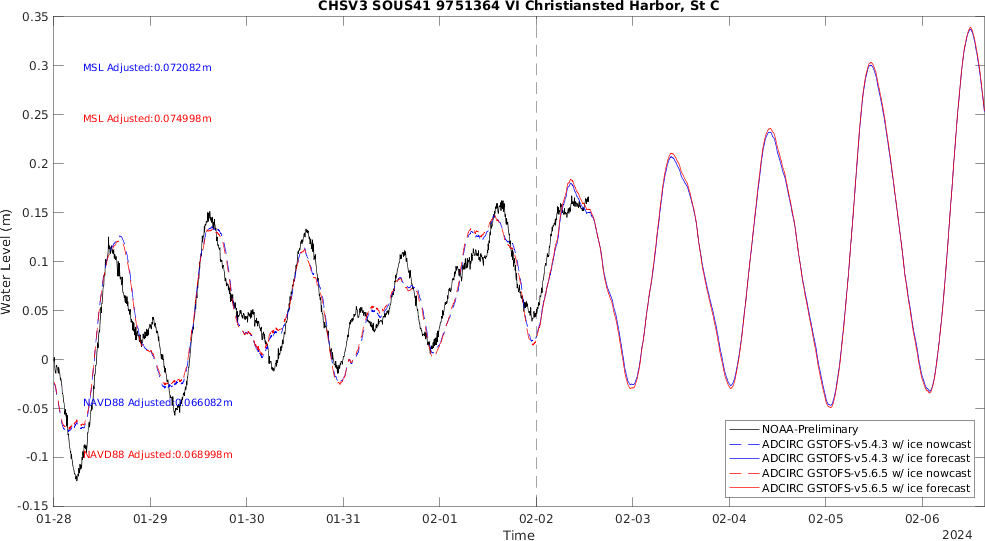 CHSV3 SOUS41 9751364 VI Christiansted Harbor, St C
0.35
0.3
0.25
0.2
0.15
0.1
0.05
0
-0.05
-0.1
-0.15
Water Level (m)
MSL Adjusted:0.072082m
MSL Adjusted:0.074998m
NAVD88 Adjusted:0.066082m
NAVD88 Adjusted:0.068998m
NOAA-Preliminary
ADCIRC GSTOFS-v5.4.3 w/ ice nowcast
ADCIRC GSTOFS-v5.4.3 w/ ice forecast
ADCIRC GSTOFS-v5.6.5 w/ ice nowcast
ADCIRC GSTOFS-v5.6.5 w/ ice forecast
01-28 01-29 01-30 01-31 02-01 02-02 02-03 02-04 02-05 02-06
Time
2024